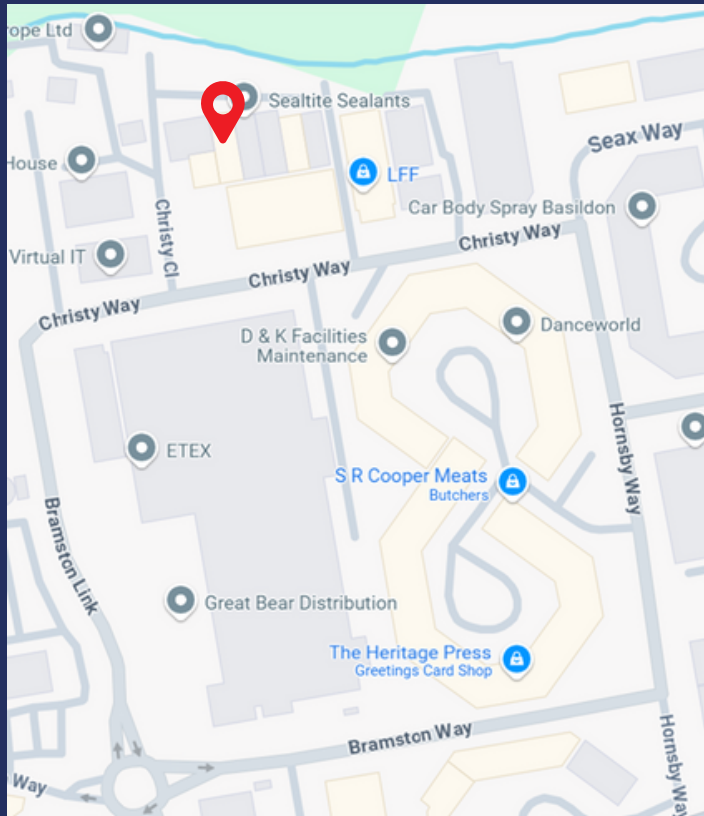 rope Ltd
Sealtite Sealants
Seax Way
House
LFF
Car Body Spray Basildon
Christy Cl
Virtual IT
Christy Way
Christy Way
Christy Way
D & K Facilities
Maintenance
Danceworld
Hornsby Way
ETEX
S R Cooper Meats
Butchers
Bramston Link
Great Bear Distribution
The Heritage Press
Greetings Card Shop
Bramston Way
Hornsby Way
Way